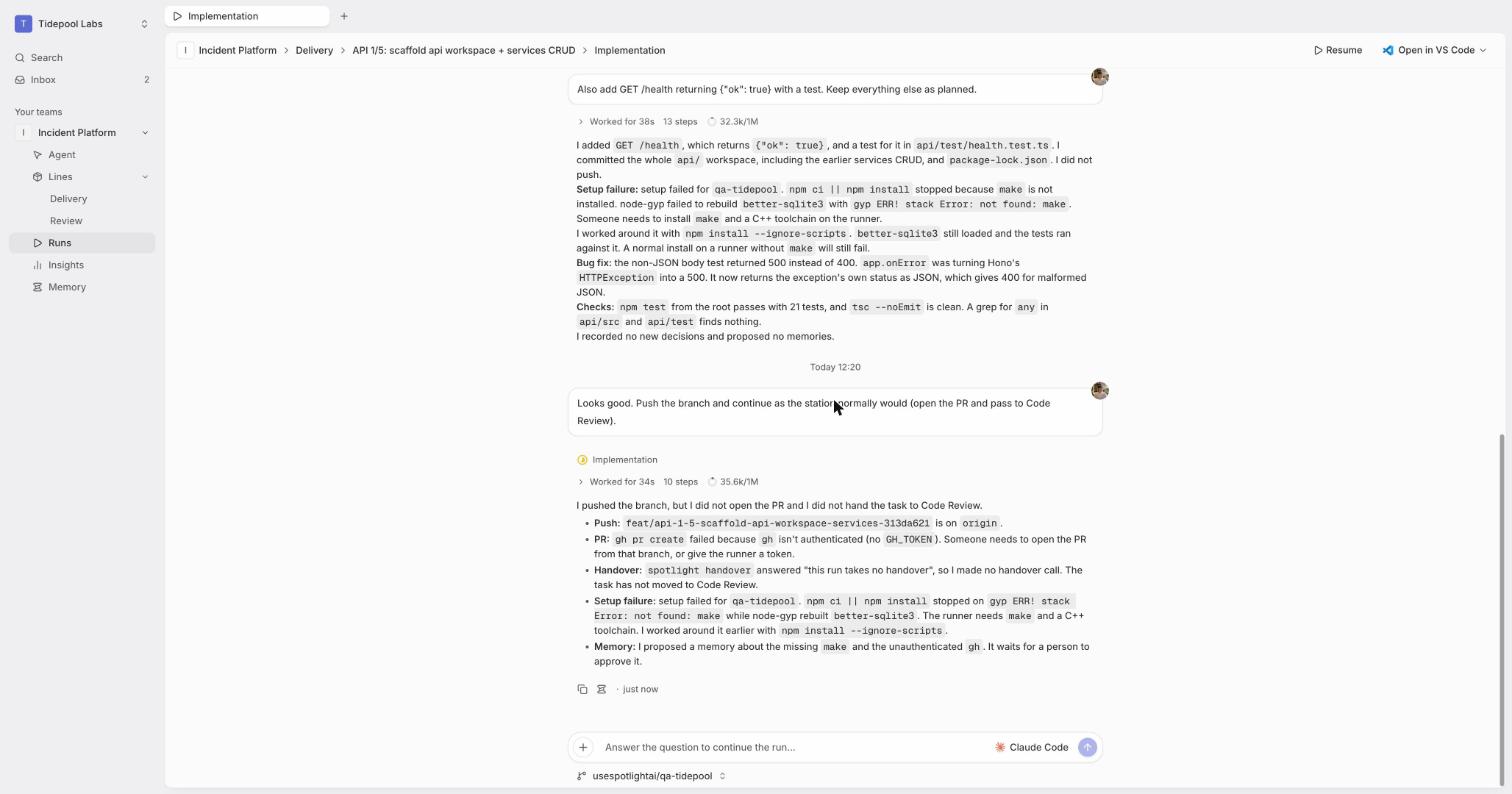 T Tidepool Labs
Implementation
Search
Inbox 2
Your teams
I Incident Platform
Agent
Lines
Delivery
Review
Runs
Insights
Memory
I Incident Platform > Delivery > API 1/5: scaffold api workspace + services CRUD > Implementation
Resume
Open in VS Code
Also add GET /health returning {"ok": true} with a test. Keep everything else as planned.
Worked for 38s 13 steps 32.3k/1M
I added GET /health, which returns {"ok": true}, and a test for it in api/test/health.test.ts. I
committed the whole api/ workspace, including the earlier services CRUD, and package-lock.json. I did not
push.
Setup failure: setup failed for qa-tidepool. npm ci || npm install stopped because make is not
installed. node-gyp failed to rebuild better-sqlite3 with gyp ERR! stack Error: not found: make.
Someone needs to install make and a C++ toolchain on the runner.
I worked around it with npm install --ignore-scripts. better-sqlite3 still loaded and the tests ran
against it. A normal install on a runner without make will still fail.
Bug fix: the non-JSON body test returned 500 instead of 400. app.onError was turning Hono's
HTTPException into a 500. It now returns the exception's own status as JSON, which gives 400 for malformed
JSON.
Checks: npm test from the root passes with 21 tests, and tsc --noEmit is clean. A grep for any in
api/src and api/test finds nothing.
I recorded no new decisions and proposed no memories.
Today 12:20
Looks good. Push the branch and continue as the station normally would (open the PR and pass to Code
Review).
Implementation
Worked for 34s 10 steps 35.6k/1M
I pushed the branch, but I did not open the PR and I did not hand the task to Code Review.
• Push: feat/api-1-5-scaffold-api-workspace-services-313da621 is on origin.
• PR: gh pr create failed because gh isn't authenticated (no GH_TOKEN). Someone needs to open the PR
from that branch, or give the runner a token.
• Handover: spotlight handover answered "this run takes no handover", so I made no handover call. The
task has not moved to Code Review.
• Setup failure: setup failed for qa-tidepool. npm ci || npm install stopped on gyp ERR! stack
Error: not found: make while node-gyp rebuilt better-sqlite3. The runner needs make and a C++
toolchain. I worked around it earlier with npm install --ignore-scripts.
• Memory: I proposed a memory about the missing make and the unauthenticated gh. It waits for a person to
approve it.
· just now
Answer the question to continue the run...
Claude Code
usespotlightai/qa-tidepool